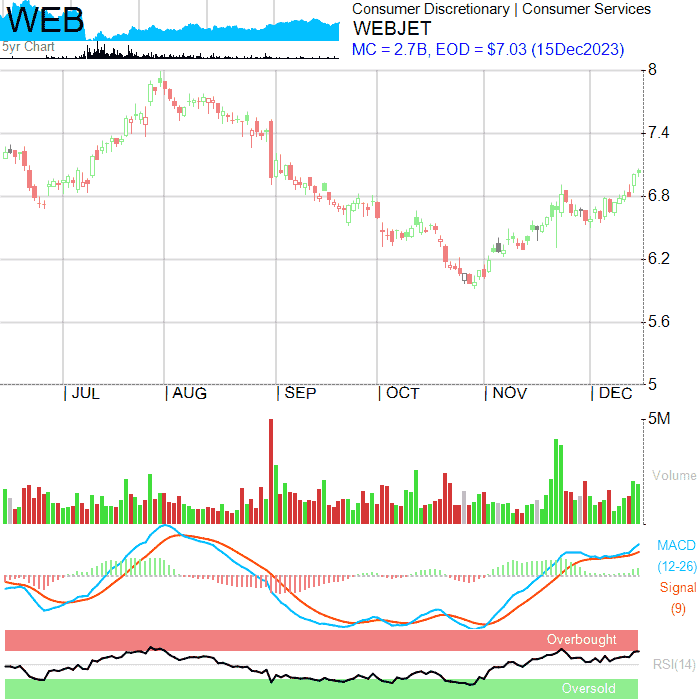 WEB
5yr Chart
Consumer Discretionary | Consumer Services
WEBJET
MC = 2.7B, EOD = $7.03 (15Dec2023)
8
7.4
6.8
6.2
5.6
5
| JUL | AUG | SEP | OCT | NOV | DEC
5M
Volume
MACD
(12-26)
Signal
(9)
Overbought
RSI(14)
Oversold